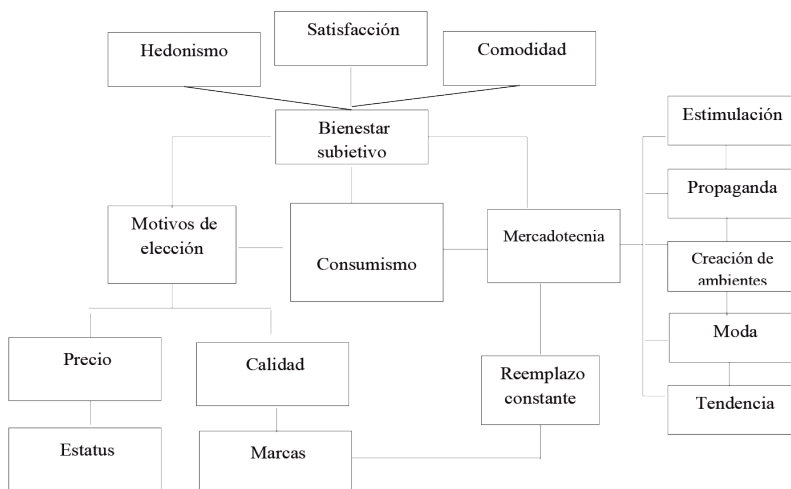 Satisfacción
Hedonismo
Comodidad
Bienestar
subjetivo
Estimulación
Propaganda
Motivos de
elección
Consumismo
Mercadotecnia
Creación de
ambientes
Moda
Precio
Calidad
Reemplazo
constante
Tendencia
Estatus
Marcas